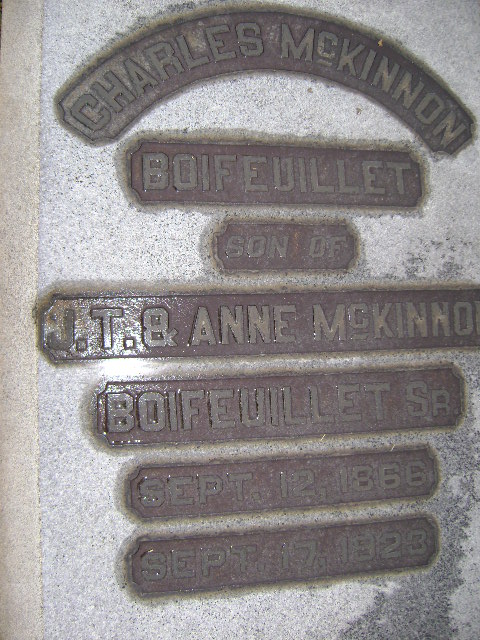 CHARLES McKINNON
BOIFEUILLET
SON OF
J.T. & ANNE McKINNON
BOIFEUILLET SR.
SEPT. 12, 1866
SEPT. 17, 1923